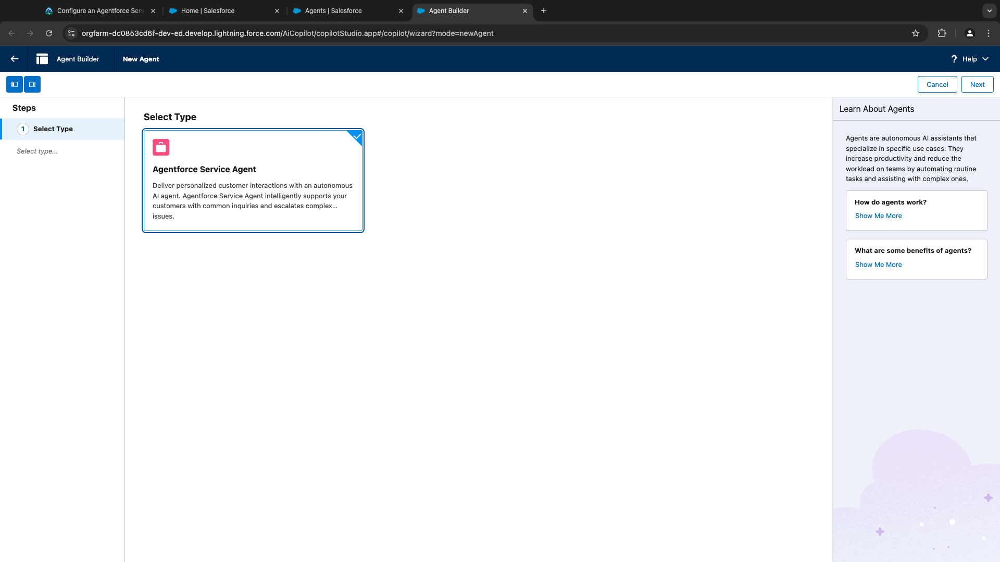 Configure an Agentforce Serv
Home | Salesforce
Agents | Salesforce
Agent Builder
orgfarm-dc0853cd6f-dev-ed.develop.lightning.force.com/AiCopilot/copilotStudio.app#/copilot/wizard?mode=newAgent
Agent Builder
New Agent
? Help
Cancel
Next
Steps
1 Select Type
Select type...
Select Type
Agentforce Service Agent
Deliver personalized customer interactions with an autonomous
AI agent. Agentforce Service Agent intelligently supports your
customers with common inquiries and escalates complex...
issues.
Learn About Agents
Agents are autonomous AI assistants that
specialize in specific use cases. They
increase productivity and reduce the
workload on teams by automating routine
tasks and assisting with complex ones.
How do agents work?
Show Me More
What are some benefits of agents?
Show Me More